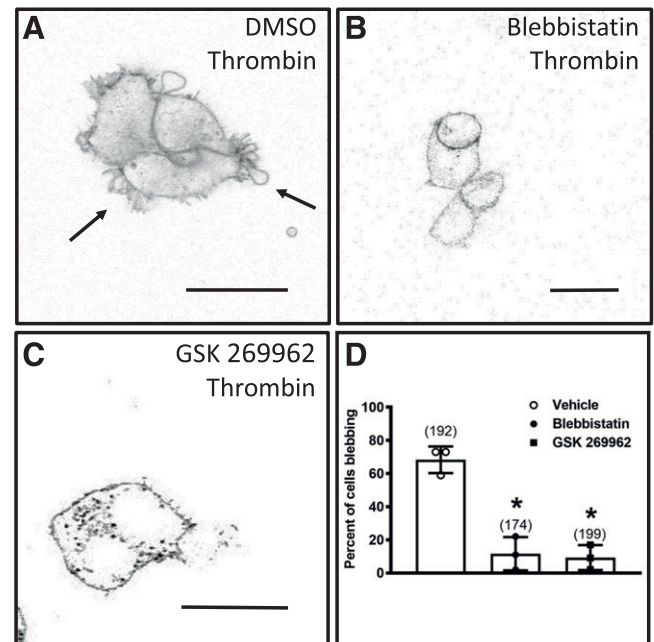 A
DMSO
Thrombin
B
Blebbistatin
Thrombin
C
GSK 269962
Thrombin
D
Percent of cells blebbing
100
80
60
40
20
0
(192)
*
(174)
*
(199)
Vehicle
Blebbistatin
GSK 269962